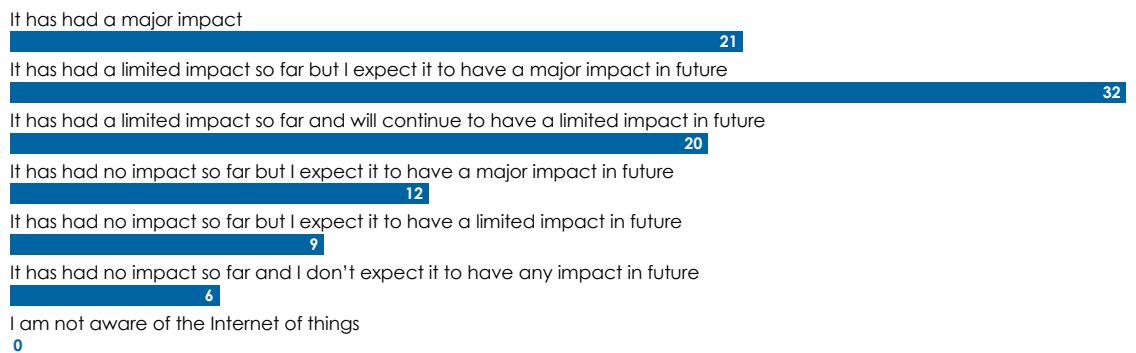 It has had a major impact
21
It has had a limited impact so far but I expect it to have a major impact in future
32
It has had a limited impact so far and will continue to have a limited impact in future
20
It has had no impact so far but I expect it to have a major impact in future
12
It has had no impact so far but I expect it to have a limited impact in future
9
It has had no impact so far and I don’t expect it to have any impact in future
6
I am not aware of the Internet of things
0